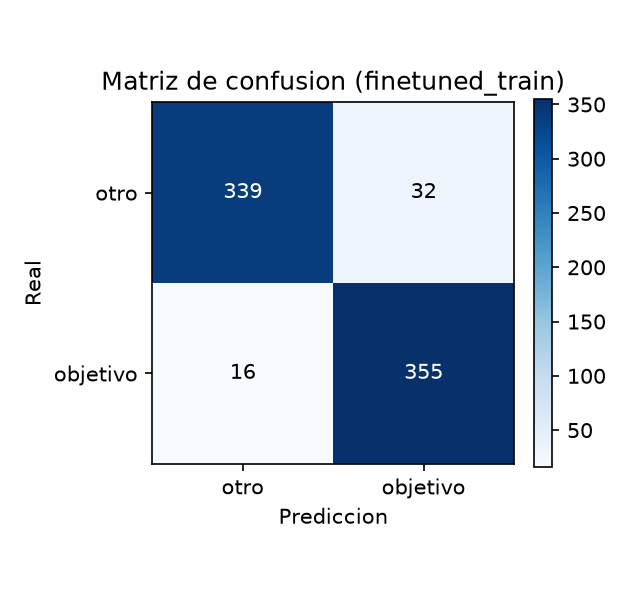 Matriz de confusion (finetuned_train)
Real
otro
339
32
objetivo
16
355
otro
objetivo
Prediccion
350
300
250
200
150
100
50